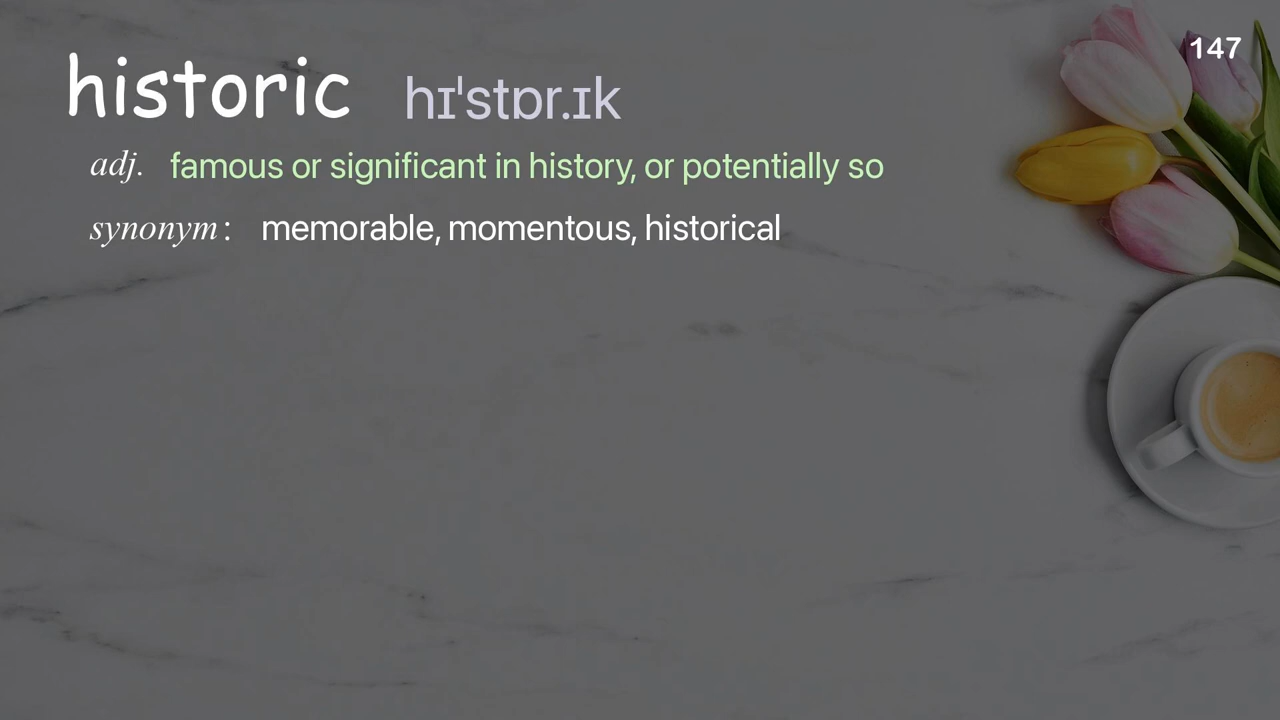 147
historic hɪˈstɒr.ɪk
adj. famous or significant in history, or potentially so
synonym: memorable, momentous, historical